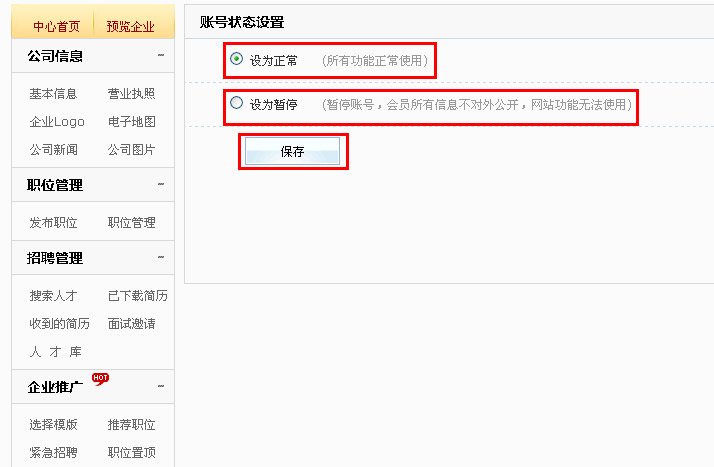 中心首页 预览企业
公司信息 -
基本信息 营业执照
企业Logo 电子地图
公司新闻 公司图片
职位管理 -
发布职位 职位管理
招聘管理 -
搜索人才 已下载简历
收到的简历 面试邀请
人 才 库
企业推广 HOT -
选择模版 推荐职位
紧急招聘 职位置顶
账号状态设置
设为正常 (所有功能正常使用)
设为暂停 (暂停账号，会员所有信息不对外公开，网站功能无法使用)
保存